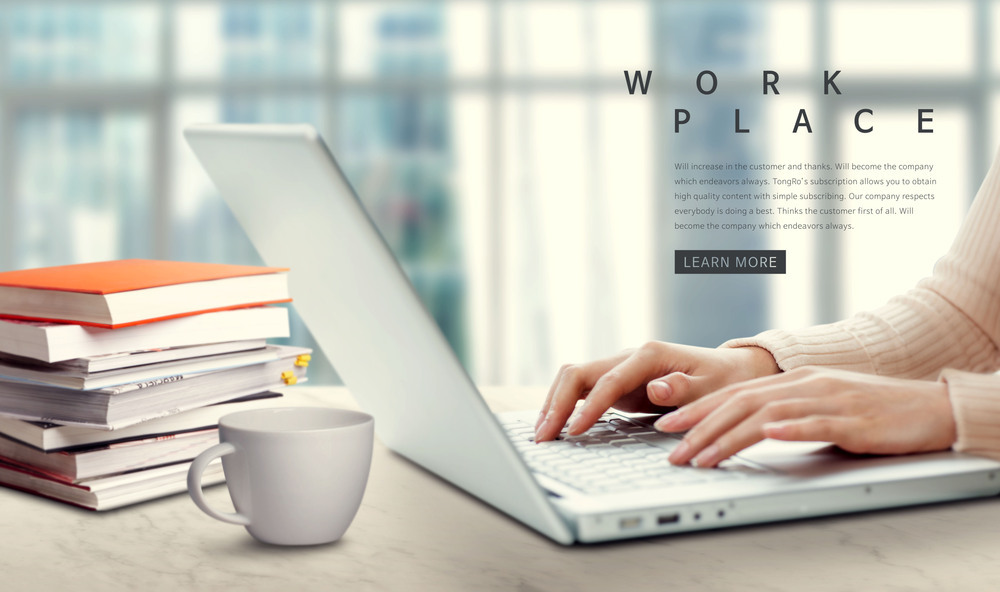 W O R K
P L A C E
Will increase in the customer and thanks. Will become the company
which endeavors always. TongRo's subscription allows you to obtain
high quality content with simple subscribing. Our company respects
everybody is doing a best. Thinks the customer first of all. Will
become the company which endeavors always.
LEARN MORE